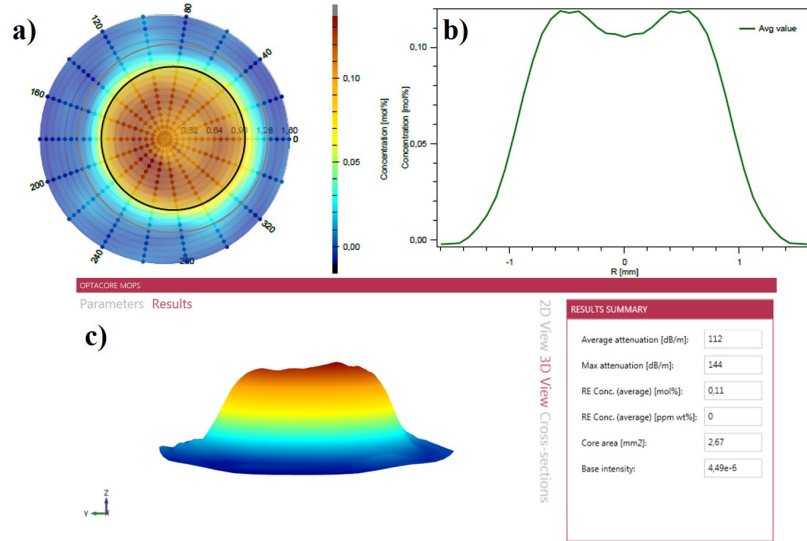 a)
120
80
40
160
0,32 0,64 0,96 1,28 1,60
0
200
240
280
320
0,10
0,05
0,00
Concentration [mol%]
b)
Avg value
0,10
0,05
0,00
Concentration [mol%]
-1 0 1
R [mm]
OPTACORE MOPS
Parameters Results
c)
Z
Y X
2D View 3D View Cross-sections
RESULTS SUMMARY
Average attenuation [dB/m]: 112
Max attenuation [dB/m]: 144
RE Conc. (average) [mol%]: 0,11
RE Conc. (average) [ppm wt%]: 0
Core area [mm2]: 2,67
Base intensity: 4,49e-6